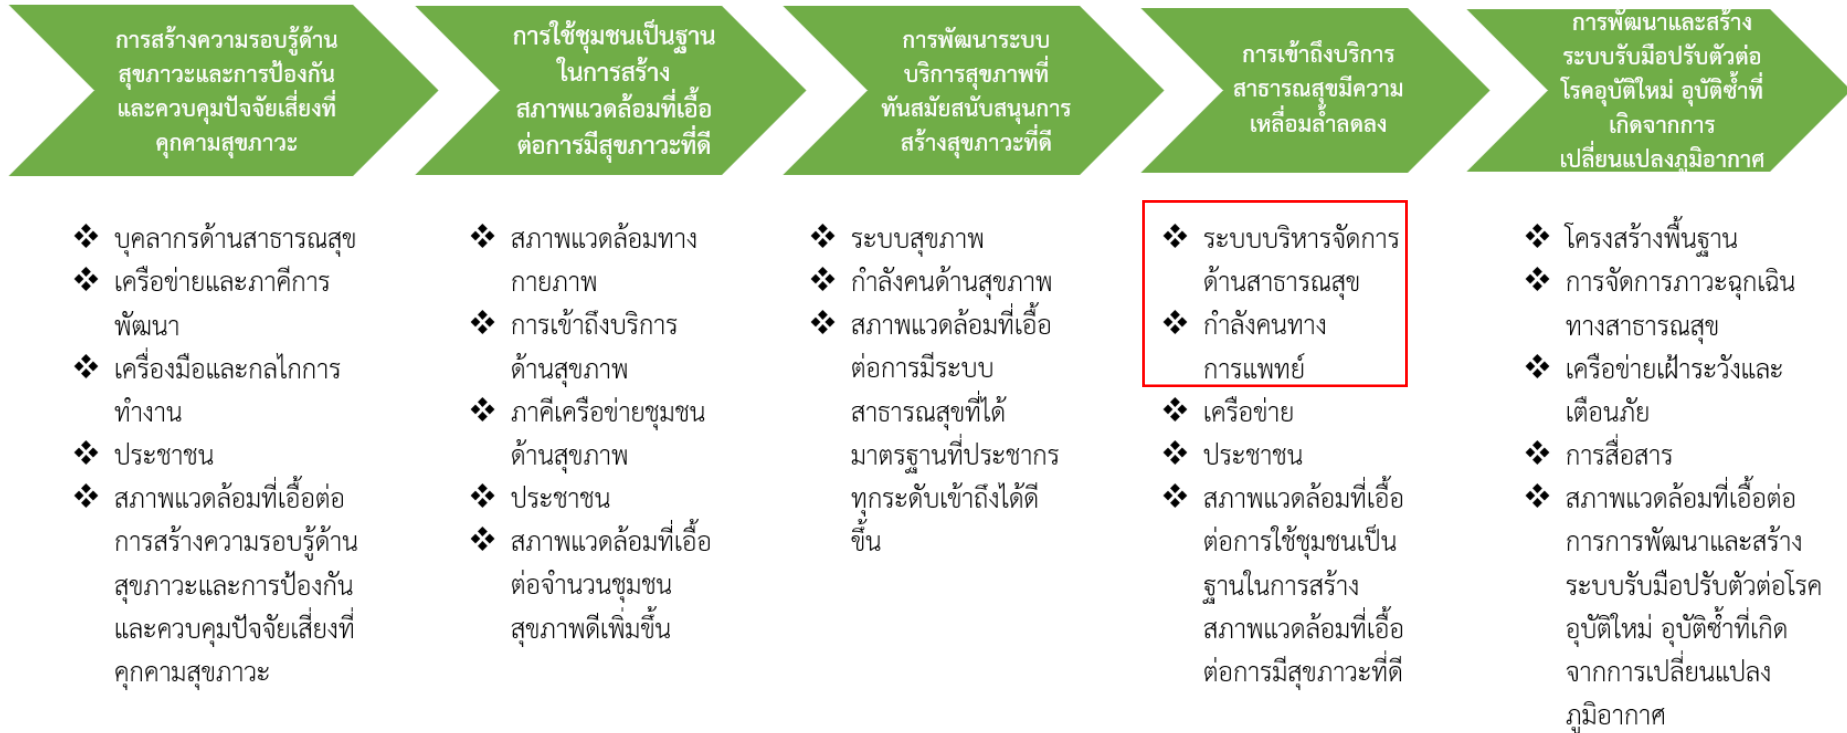 การสร้างความรอบรู้ด้าน
สุขภาวะและการป้องกัน
และควบคุมปัจจัยเสี่ยงที่
คุกคามสุขภาวะ
การใช้ชุมชนเป็นฐาน
ในการสร้าง
สภาพแวดล้อมที่เอื้อ
ต่อการมีสุขภาวะที่ดี
การพัฒนาระบบ
บริการสุขภาพที่
ทันสมัยสนับสนุนการ
สร้างสุขภาวะที่ดี
การเข้าถึงบริการ
สาธารณสุขมีความ
เหลื่อมล้ำลดลง
การพัฒนาและสร้าง
ระบบรับมือปรับตัวต่อ
โรคอุบัติใหม่ อุบัติซ้ำที่
เกิดจากการ
เปลี่ยนแปลงภูมิอากาศ
❖ บุคลากรด้านสาธารณสุข
❖ เครือข่ายและภาคีการ
พัฒนา
❖ เครื่องมือและกลไกการ
ทำงาน
❖ ประชาชน
❖ สภาพแวดล้อมที่เอื้อต่อ
การสร้างความรอบรู้ด้าน
สุขภาวะและการป้องกัน
และควบคุมปัจจัยเสี่ยงที่
คุกคามสุขภาวะ
❖ สภาพแวดล้อมทาง
กายภาพ
❖ การเข้าถึงบริการ
ด้านสุขภาพ
❖ ภาคีเครือข่ายชุมชน
ด้านสุขภาพ
❖ ประชาชน
❖ สภาพแวดล้อมที่เอื้อ
ต่อจำนวนชุมชน
สุขภาพดีเพิ่มขึ้น
❖ ระบบสุขภาพ
❖ กำลังคนด้านสุขภาพ
❖ สภาพแวดล้อมที่เอื้อ
ต่อการมีระบบ
สาธารณสุขที่ได้
มาตรฐานที่ประชากร
ทุกระดับเข้าถึงได้ดี
ขึ้น
❖ ระบบบริหารจัดการ
ด้านสาธารณสุข
❖ กำลังคนทาง
การแพทย์
❖ เครือข่าย
❖ ประชาชน
❖ สภาพแวดล้อมที่เอื้อ
ต่อการใช้ชุมชนเป็น
ฐานในการสร้าง
สภาพแวดล้อมที่เอื้อ
ต่อการมีสุขภาวะที่ดี
❖ โครงสร้างพื้นฐาน
❖ การจัดการภาวะฉุกเฉิน
ทางสาธารณสุข
❖ เครือข่ายเฝ้าระวังและ
เตือนภัย
❖ การสื่อสาร
❖ สภาพแวดล้อมที่เอื้อต่อ
การการพัฒนาและสร้าง
ระบบรับมือปรับตัวต่อโรค
อุบัติใหม่ อุบัติซ้ำที่เกิด
จากการเปลี่ยนแปลง
ภูมิอากาศ